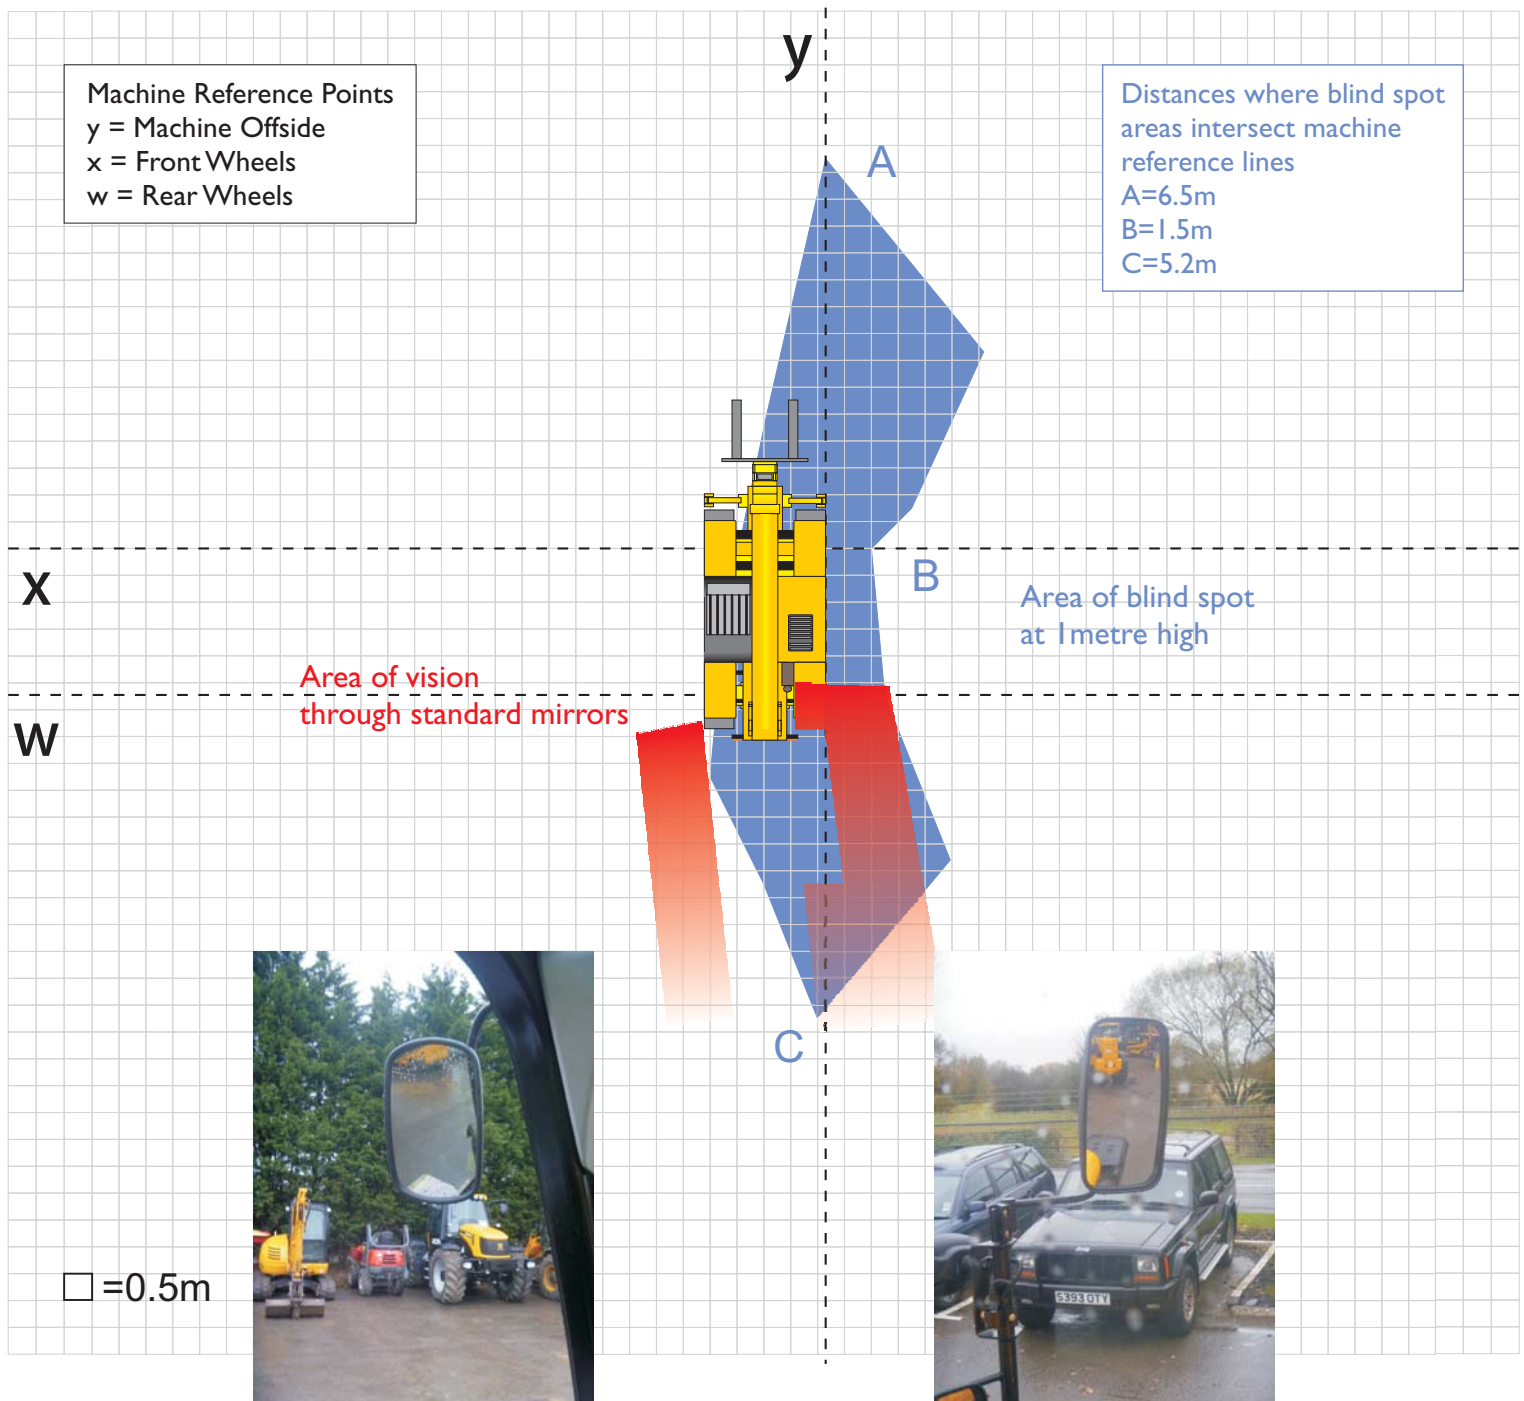 y
Machine Reference Points
y = Machine Offside
x = Front Wheels
w = Rear Wheels
Distances where blind spot
areas intersect machine
reference lines
A=6.5m
B=1.5m
C=5.2m
A
x
B
Area of blind spot
at 1metre high
Area of vision
through standard mirrors
w
C
□ =0.5m
S393 OTY